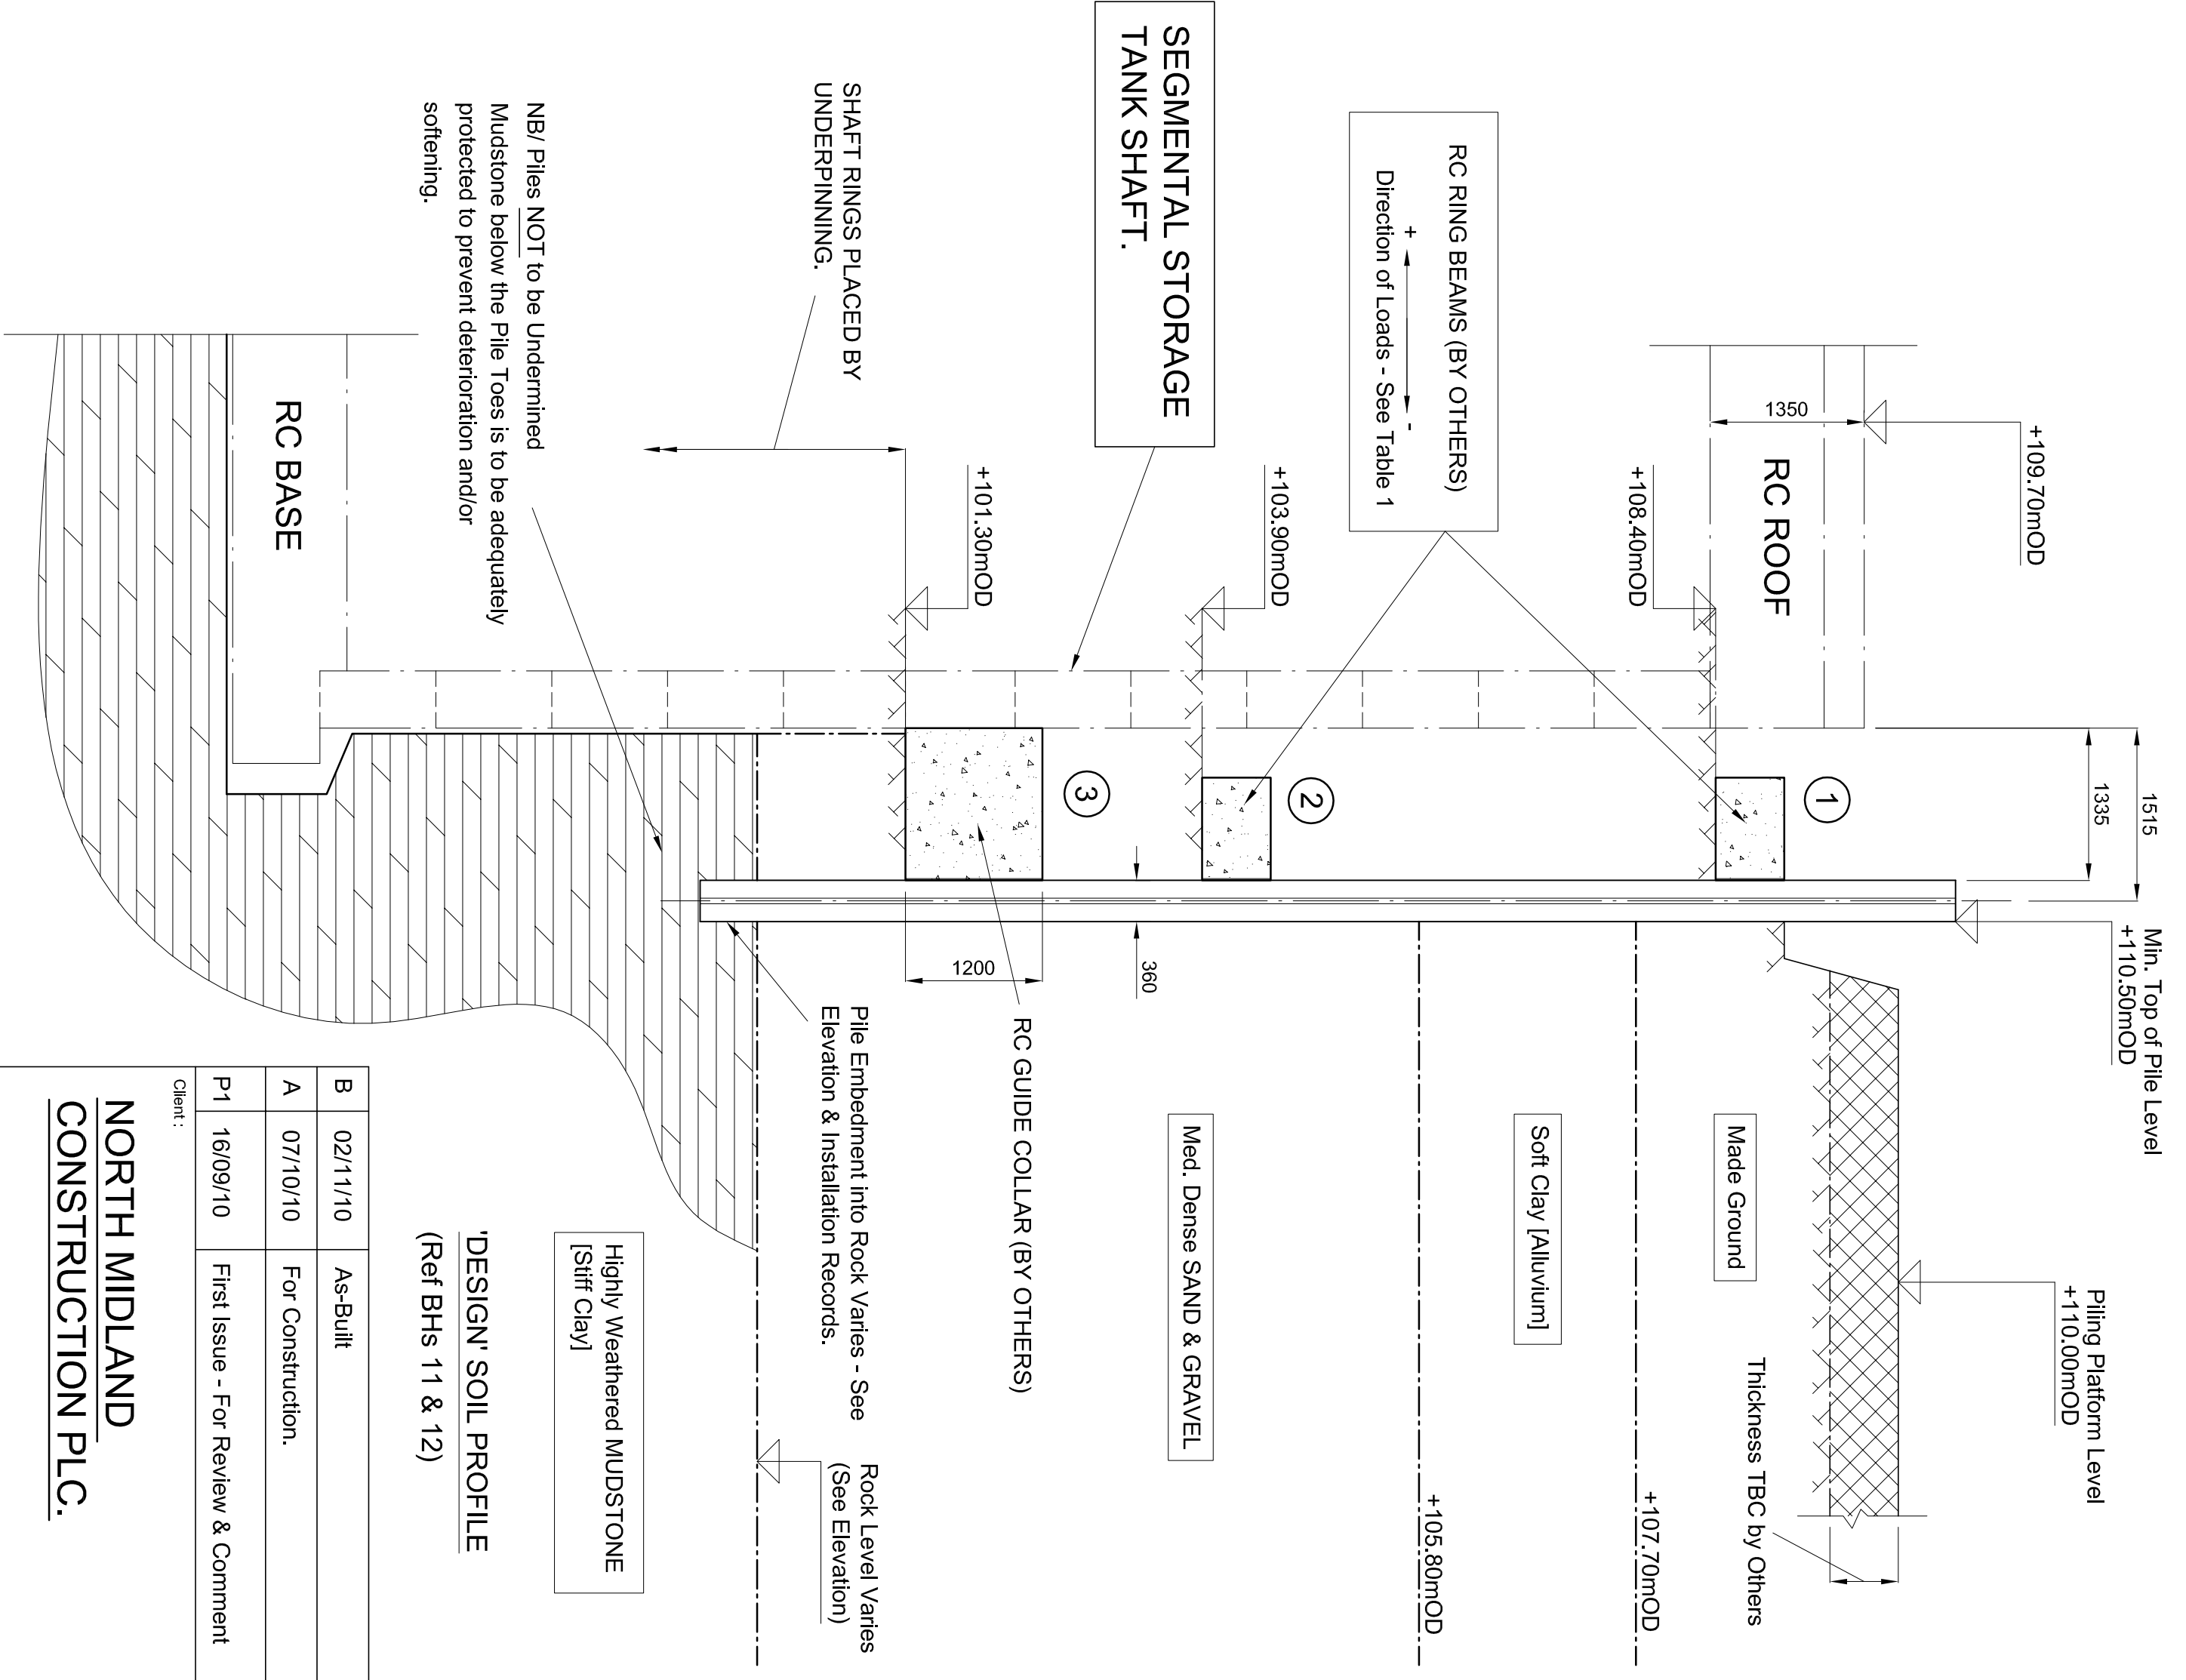 +109.70mOD
RC ROOF
1350
1515
1335
Min. Top of Pile Level
+110.50mOD
Piling Platform Level
+110.00mOD
Thickness TBC by Others
1
+108.40mOD
Made Ground
+107.70mOD
RC RING BEAMS (BY OTHERS)
+ -
Direction of Loads - See Table 1
Soft Clay [Alluvium]
+105.80mOD
2
+103.90mOD
SEGMENTAL STORAGE
TANK SHAFT.
360
Med. Dense SAND & GRAVEL
3
+101.30mOD
1200
RC GUIDE COLLAR (BY OTHERS)
SHAFT RINGS PLACED BY
UNDERPINNING.
Pile Embedment into Rock Varies - See
Elevation & Installation Records.
Rock Level Varies
(See Elevation)
NB/ Piles NOT to be Undermined
Mudstone below the Pile Toes is to be adequately
protected to prevent deterioration and/or
softening.
Highly Weathered MUDSTONE
[Stiff Clay]
'DESIGN' SOIL PROFILE
(Ref BHs 11 & 12)
RC BASE
B 02/11/10 As-Built
A 07/10/10 For Construction.
P1 16/09/10 First Issue - For Review & Comment
Client :
NORTH MIDLAND
CONSTRUCTION PLC.